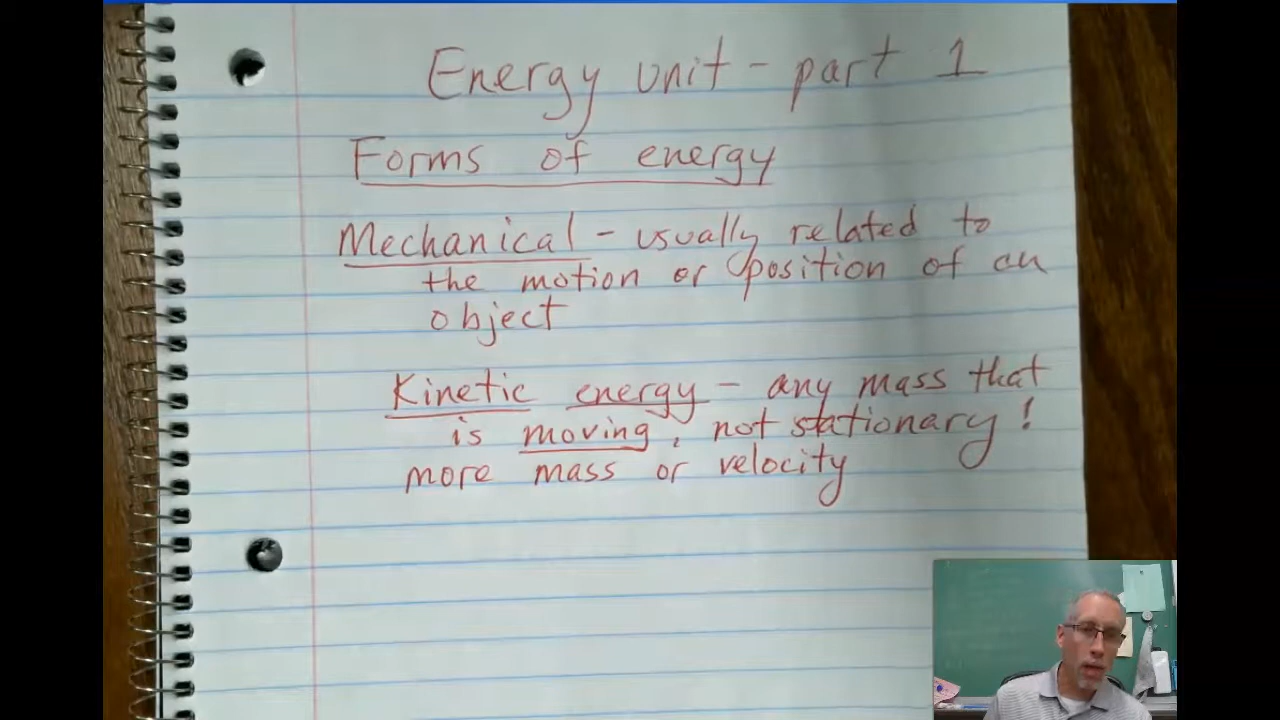 Energy unit - part 1
Forms of energy
Mechanical - usually related to
the motion or position of an
object
Kinetic energy - any mass that
is moving, not stationary!
more mass or velocity